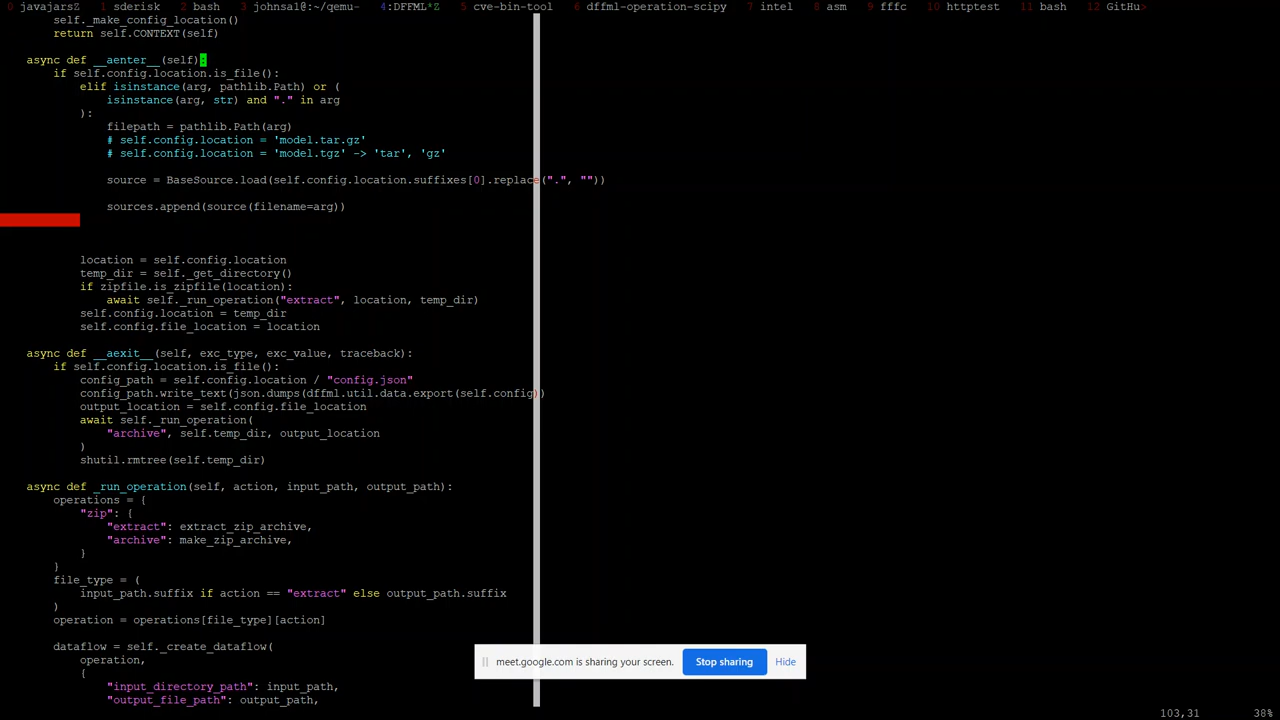 0 javajarsZ 1 sderisk 2 bash 3 johnsal@:~/qemu- 4:DFFML*Z 5 cve-bin-tool 6 dffml-operation-scipy 7 intel 8 asm 9 fffc 10 httptest 11 bash 12 GitHu>
self._make_config_location()
return self.CONTEXT(self)
async def __aenter__(self):
if self.config.location.is_file():
elif isinstance(arg, pathlib.Path) or (
isinstance(arg, str) and "." in arg
):
filepath = pathlib.Path(arg)
# self.config.location = 'model.tar.gz'
# self.config.location = 'model.tgz' -> 'tar', 'gz'
source = BaseSource.load(self.config.location.suffixes[0].replace(".", ""))
sources.append(source(filename=arg))
location = self.config.location
temp_dir = self._get_directory()
if zipfile.is_zipfile(location):
await self._run_operation("extract", location, temp_dir)
self.config.location = temp_dir
self.config.file_location = location
async def __aexit__(self, exc_type, exc_value, traceback):
if self.config.location.is_file():
config_path = self.config.location / "config.json"
config_path.write_text(json.dumps(dffml.util.data.export(self.config))
output_location = self.config.file_location
await self._run_operation(
"archive", self.temp_dir, output_location
)
shutil.rmtree(self.temp_dir)
async def _run_operation(self, action, input_path, output_path):
operations = {
"zip": {
"extract": extract_zip_archive,
"archive": make_zip_archive,
}
}
file_type = (
input_path.suffix if action == "extract" else output_path.suffix
)
operation = operations[file_type][action]
dataflow = self._create_dataflow(
operation,
{
"input_directory_path": input_path,
"output_file_path": output_path,
meet.google.com is sharing your screen. Stop sharing Hide
103,31 38%